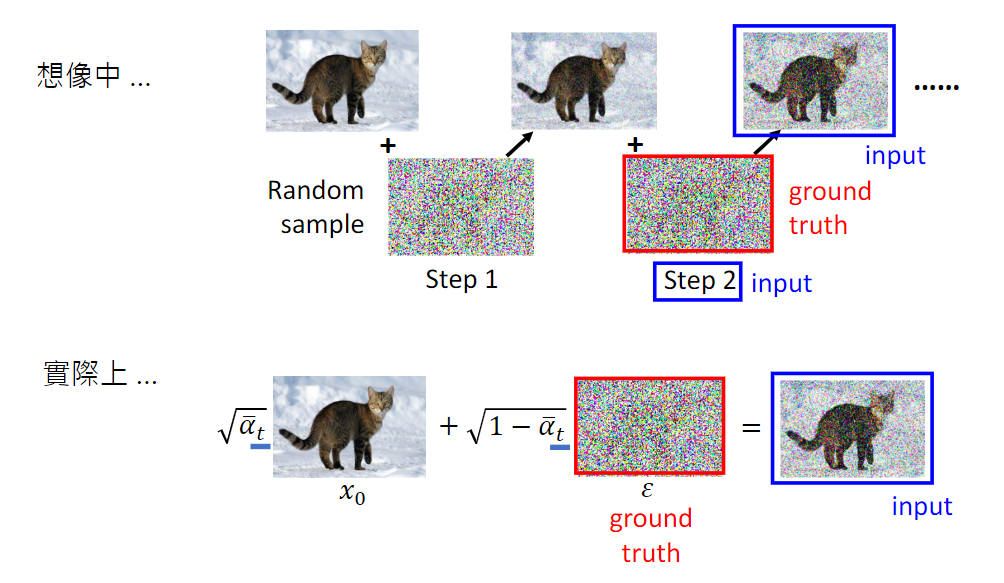 想像中 ...
......
+
+
input
Random
sample
ground
truth
Step 1
Step 2
input
實際上 ...
$\sqrt{\bar{\alpha}_t}$ $+ \sqrt{1 - \bar{\alpha}_t}$ $=$
$x_0$
$\varepsilon$
input
ground
truth